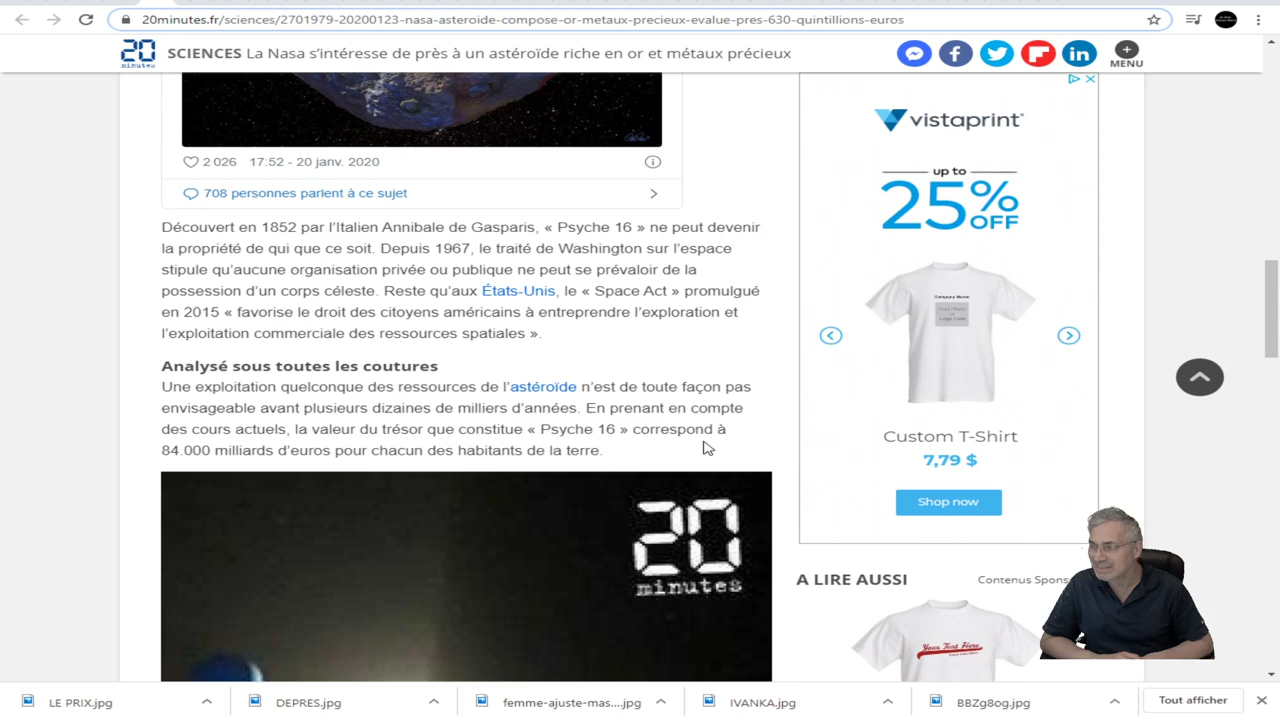 20minutes.fr/sciences/2701979-20200123-nasa-asteroide-compose-or-metaux-precieux-evalue-pres-630-quintillions-euros
20 minutes
SCIENCES La Nasa s'intéresse de près à un astéroïde riche en or et métaux précieux
MENU
2 026 17:52 - 20 janv. 2020
708 personnes parlent à ce sujet
Découvert en 1852 par l'Italien Annibale de Gasparis, « Psyche 16 » ne peut devenir
la propriété de qui que ce soit. Depuis 1967, le traité de Washington sur l'espace
stipule qu'aucune organisation privée ou publique ne peut se prévaloir de la
possession d'un corps céleste. Reste qu'aux États-Unis, le « Space Act » promulgué
en 2015 « favorise le droit des citoyens américains à entreprendre l'exploration et
l'exploitation commerciale des ressources spatiales ».
Analysé sous toutes les coutures
Une exploitation quelconque des ressources de l'astéroïde n'est de toute façon pas
envisageable avant plusieurs dizaines de milliers d'années. En prenant en compte
des cours actuels, la valeur du trésor que constitue « Psyche 16 » correspond à
84.000 milliards d'euros pour chacun des habitants de la terre.
20
minutes
vistaprint
up to
25%
OFF
Company Name
Custom T-Shirt
7,79 $
Shop now
A LIRE AUSSI
Contenus Spons
Your Text Here
LE PRIX.jpg
DEPRES.jpg
femme-ajuste-mas....jpg
IVANKA.jpg
BBZg8og.jpg
Tout afficher